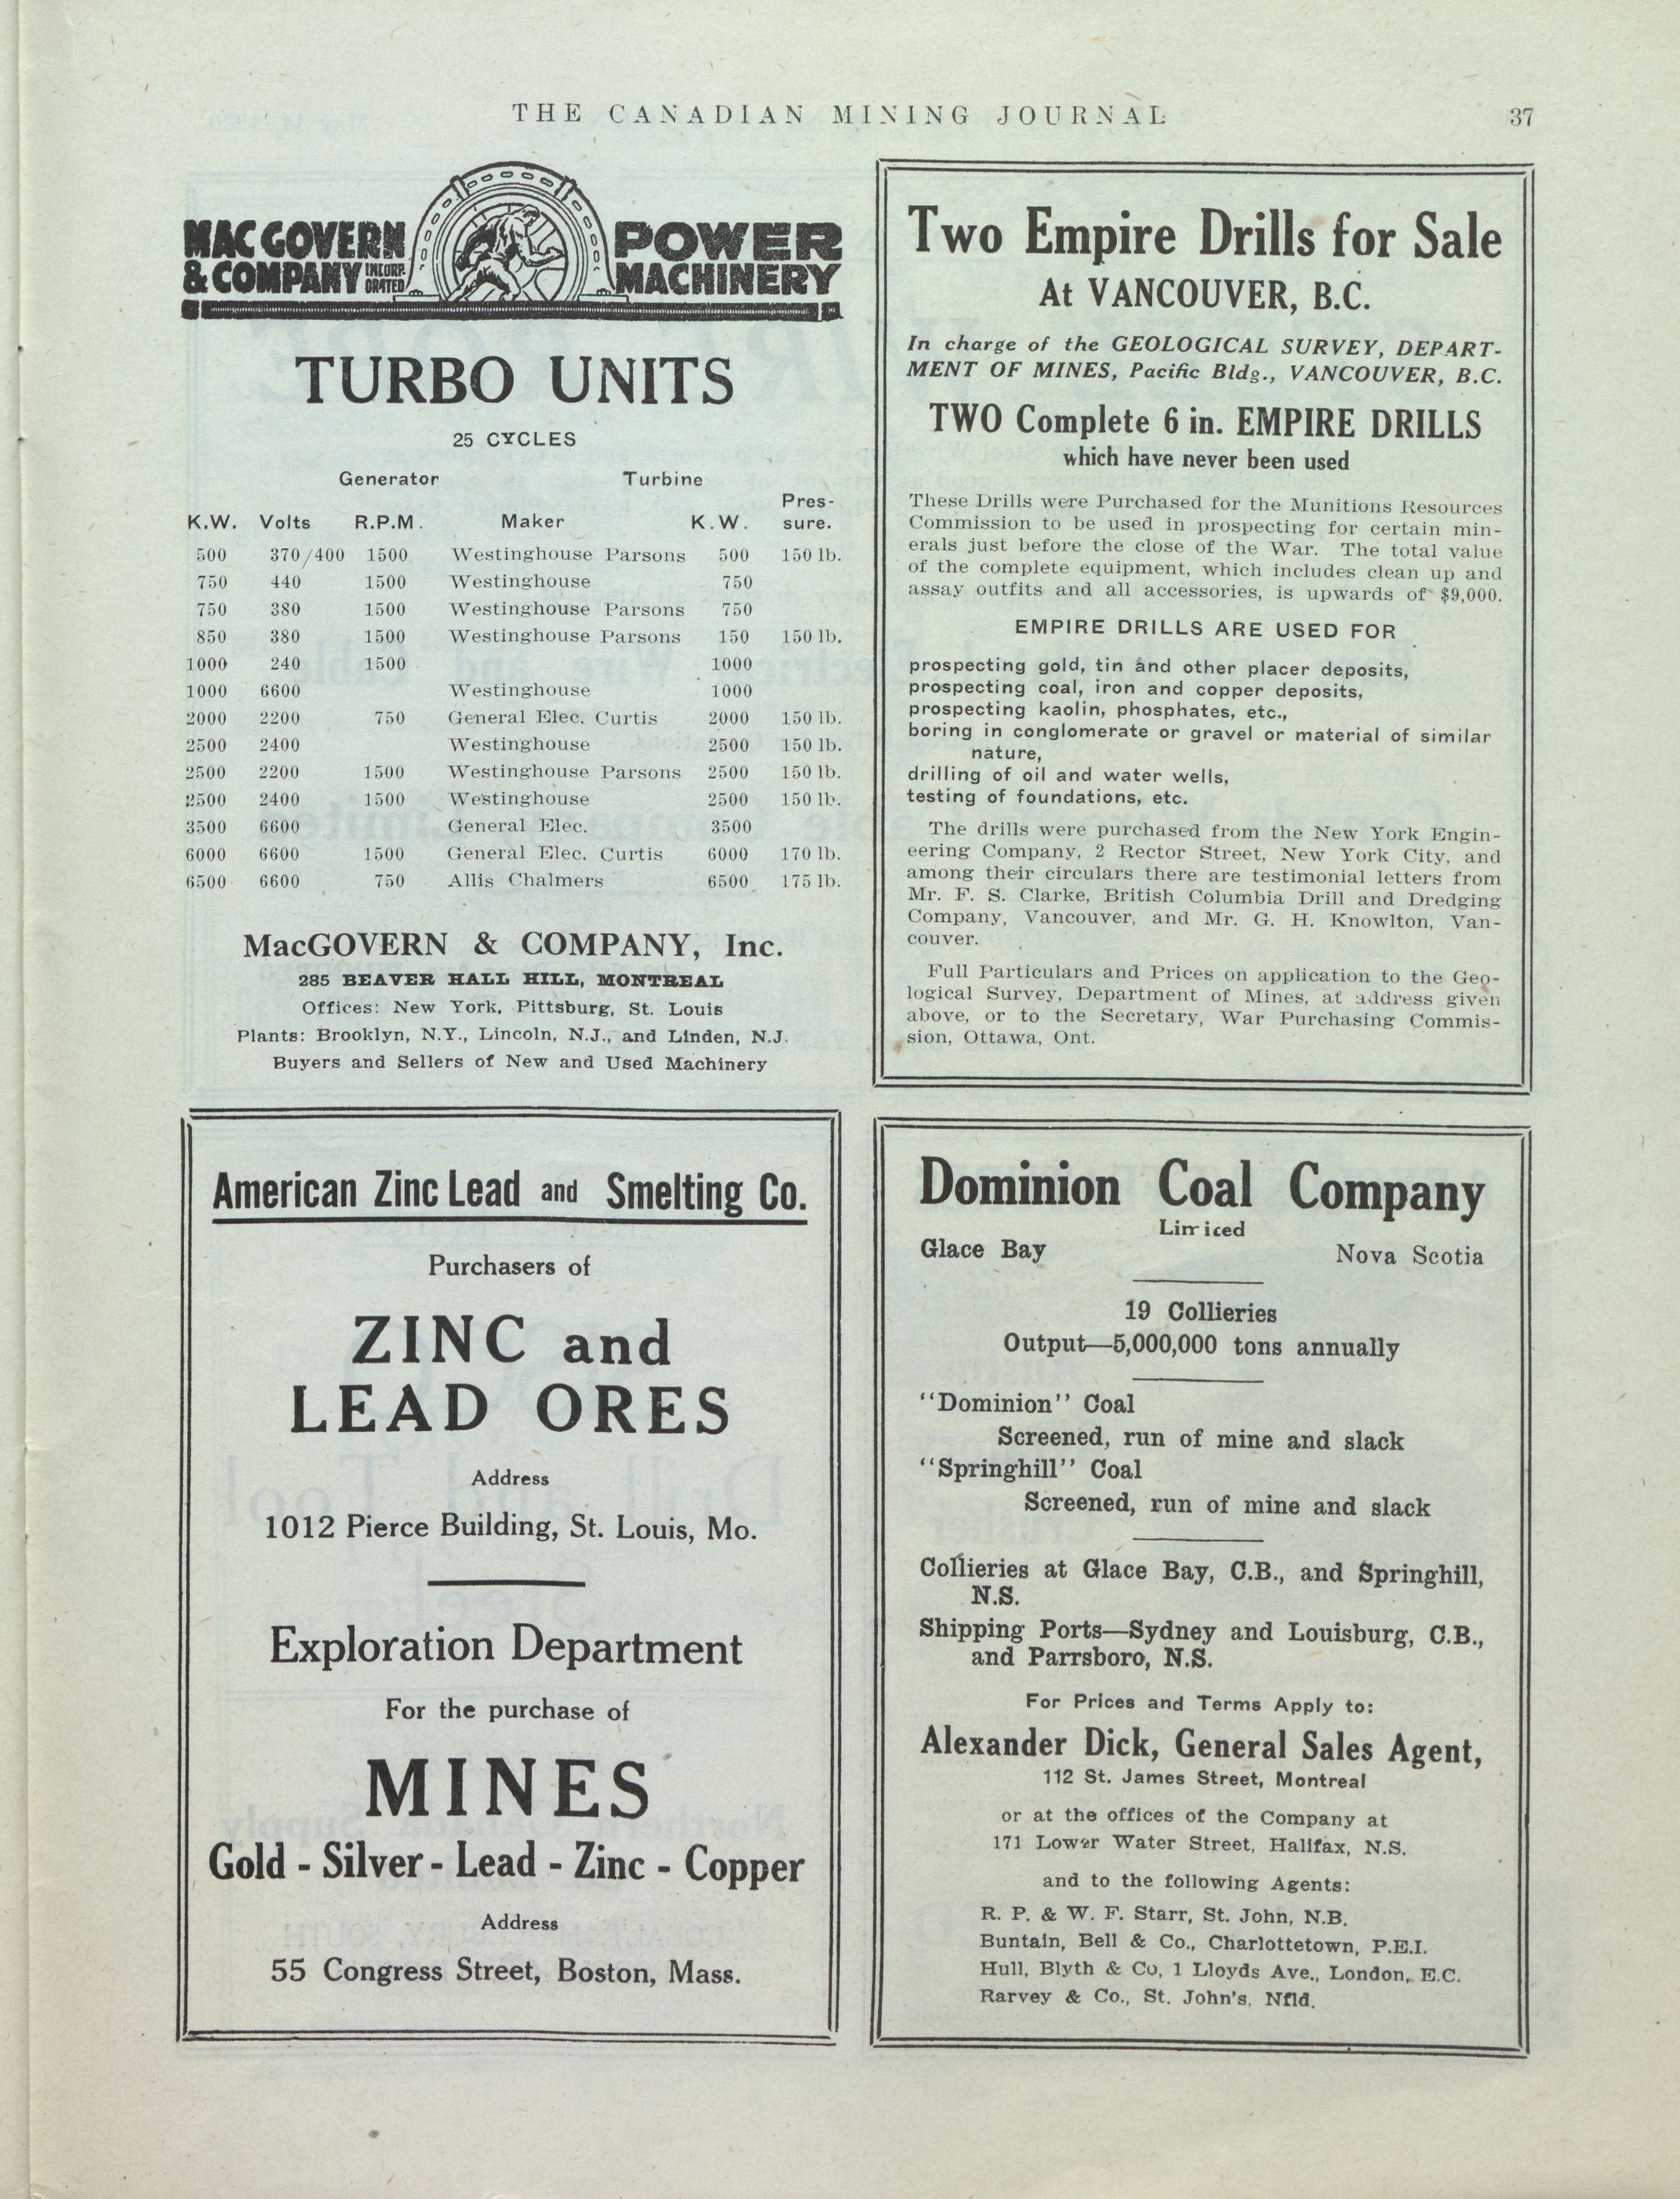 THE CANADIAN MINING JOURNAL 37
MACGOVERN & COMPANY INCORPORATED
POWER MACHINERY
TURBO UNITS
25 CYCLES
Generator Turbine
Pres-
K.W. Volts R.P.M. Maker K.W. sure.
500 370/400 1500 Westinghouse Parsons 500 150 lb.
750 440 1500 Westinghouse 750
750 380 1500 Westinghouse Parsons 750
850 380 1500 Westinghouse Parsons 150 150 lb.
1000 240 1500 1000
1000 6600 Westinghouse 1000
2000 2200 750 General Elec. Curtis 2000 150 lb.
2500 2400 Westinghouse 2500 150 lb.
2500 2200 1500 Westinghouse Parsons 2500 150 lb.
2500 2400 1500 Westinghouse 2500 150 lb.
3500 6600 General Elec. 3500
6000 6600 1500 General Elec. Curtis 6000 170 lb.
6500 6600 750 Allis Chalmers 6500 175 lb.
MacGOVERN & COMPANY, Inc.
285 BEAVER HALL HILL, MONTREAL
Offices: New York, Pittsburg, St. Louis
Plants: Brooklyn, N.Y., Lincoln, N.J., and Linden, N.J.
Buyers and Sellers of New and Used Machinery
Two Empire Drills for Sale
At VANCOUVER, B.C.
In charge of the GEOLOGICAL SURVEY, DEPART-
MENT OF MINES, Pacific Bldg., VANCOUVER, B.C.
TWO Complete 6 in. EMPIRE DRILLS
which have never been used
These Drills were Purchased for the Munitions Resources
Commission to be used in prospecting for certain min-
erals just before the close of the War. The total value
of the complete equipment, which includes clean up and
assay outfits and all accessories, is upwards of $9,000.
EMPIRE DRILLS ARE USED FOR
prospecting gold, tin and other placer deposits,
prospecting coal, iron and copper deposits,
prospecting kaolin, phosphates, etc.,
boring in conglomerate or gravel or material of similar
nature,
drilling of oil and water wells,
testing of foundations, etc.
The drills were purchased from the New York Engin-
eering Company, 2 Rector Street, New York City, and
among their circulars there are testimonial letters from
Mr. F. S. Clarke, British Columbia Drill and Dredging
Company, Vancouver, and Mr. G. H. Knowlton, Van-
couver.
Full Particulars and Prices on application to the Geo-
logical Survey, Department of Mines, at address given
above, or to the Secretary, War Purchasing Commis-
sion, Ottawa, Ont.
American Zinc Lead and Smelting Co.
Purchasers of
ZINC and
LEAD ORES
Address
1012 Pierce Building, St. Louis, Mo.
Exploration Department
For the purchase of
MINES
Gold - Silver - Lead - Zinc - Copper
Address
55 Congress Street, Boston, Mass.
Dominion Coal Company
Limited
Glace Bay Nova Scotia
19 Collieries
Output—5,000,000 tons annually
"Dominion" Coal
Screened, run of mine and slack
"Springhill" Coal
Screened, run of mine and slack
Collieries at Glace Bay, C.B., and Springhill,
N.S.
Shipping Ports—Sydney and Louisburg, C.B.,
and Parrsboro, N.S.
For Prices and Terms Apply to:
Alexander Dick, General Sales Agent,
112 St. James Street, Montreal
or at the offices of the Company at
171 Lower Water Street, Halifax, N.S.
and to the following Agents:
R. P. & W. F. Starr, St. John, N.B.
Buntain, Bell & Co., Charlottetown, P.E.I.
Hull, Blyth & Co, 1 Lloyds Ave., London, E.C.
Rarvey & Co., St. John's, Nfld.